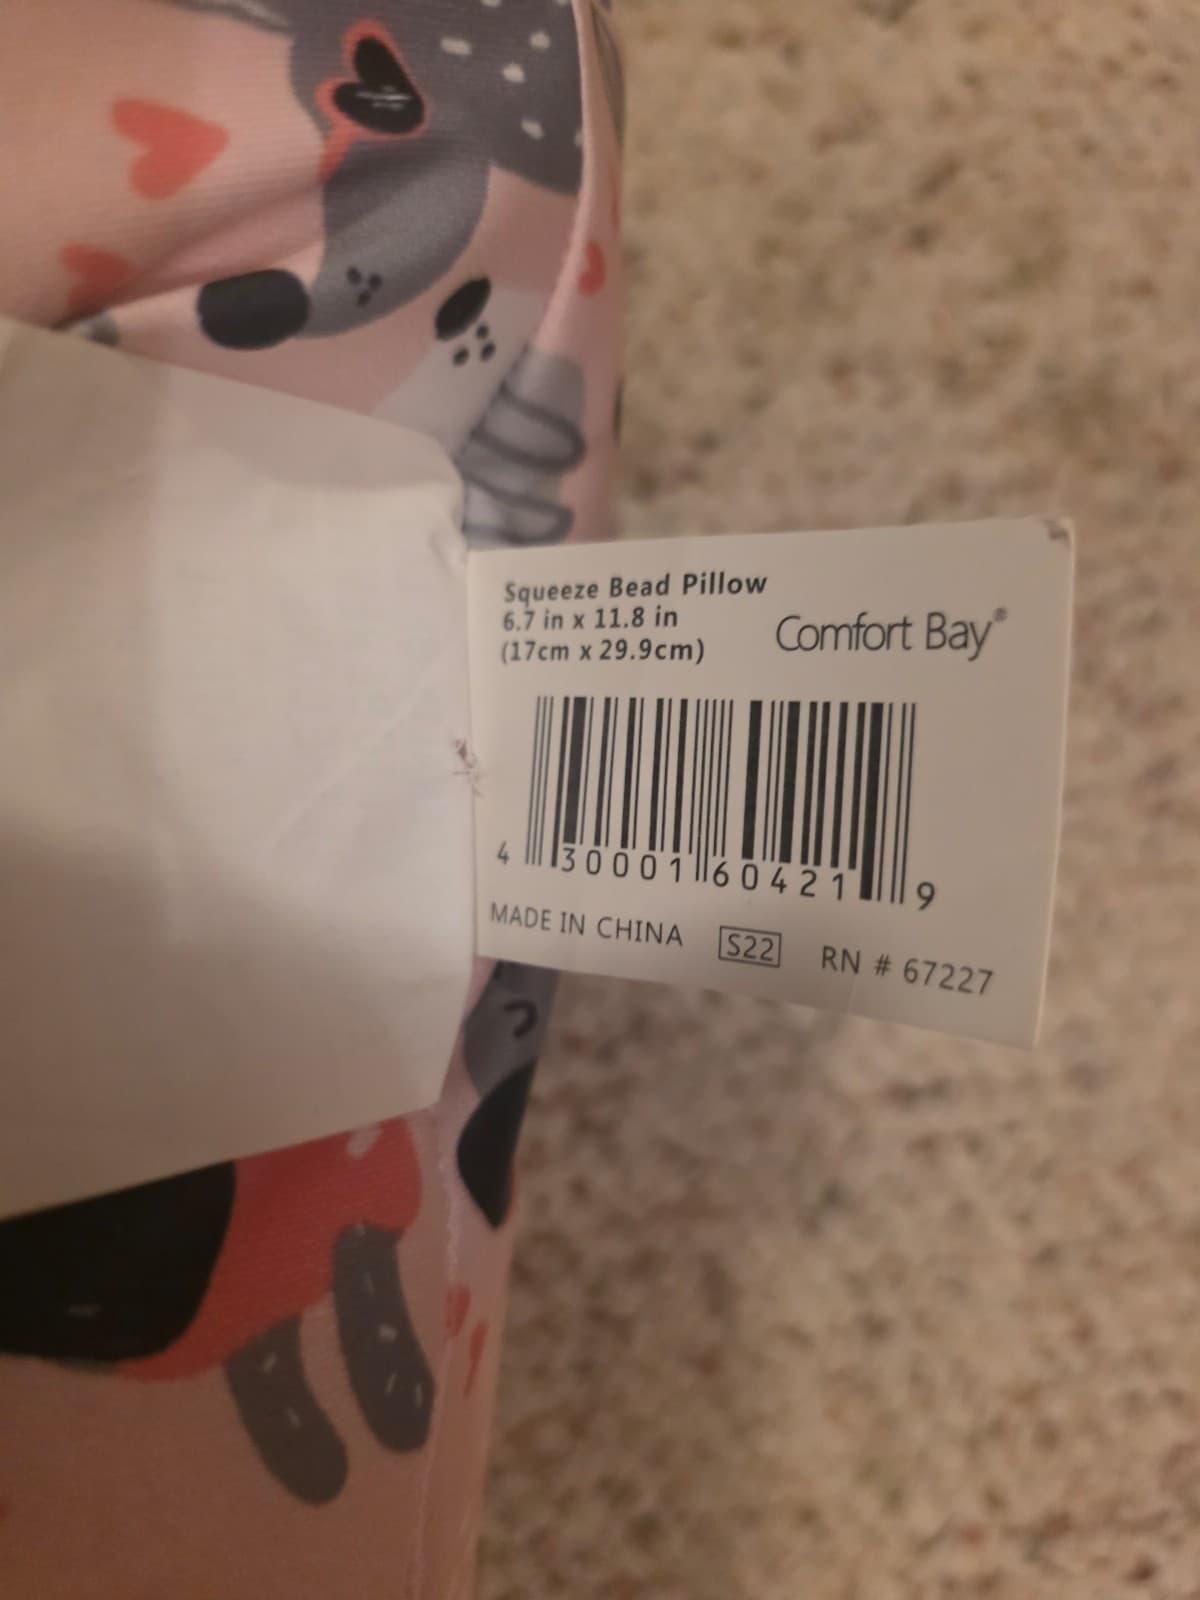 Squeeze Bead Pillow
6.7 in x 11.8 in
(17cm x 29.9cm)
Comfort Bay®
4 30001 60421 9
MADE IN CHINA S22 RN # 67227